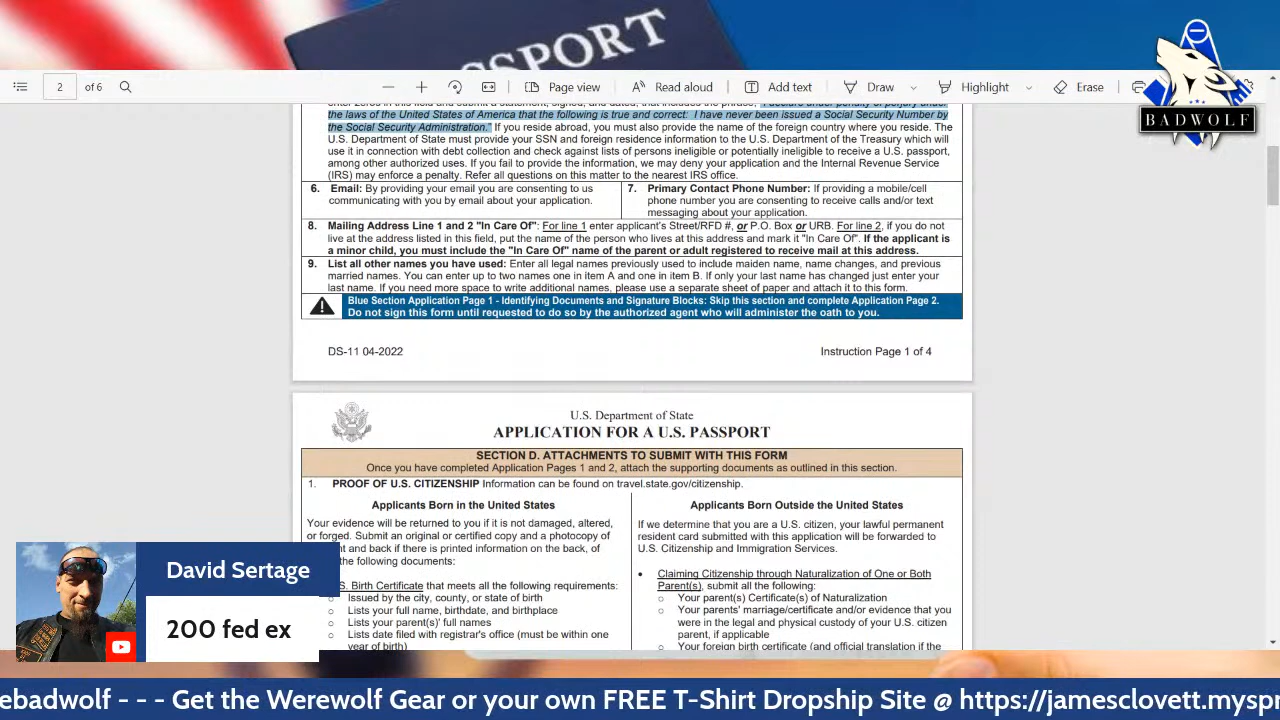 SSPORT
BADWOLF
2 of 6
Page view
Read aloud
Add text
Draw
Highlight
Erase
enter zeros in this field and submit a statement, signed, and dated, that includes the phrase, "I declare under penalty of perjury under
the laws of the United States of America that the following is true and correct: I have never been issued a Social Security Number by
the Social Security Administration." If you reside abroad, you must also provide the name of the foreign country where you reside. The
U.S. Department of State must provide your SSN and foreign residence information to the U.S. Department of the Treasury which will
use it in connection with debt collection and check against lists of persons ineligible or potentially ineligible to receive a U.S. passport,
among other authorized uses. If you fail to provide the information, we may deny your application and the Internal Revenue Service
(IRS) may enforce a penalty. Refer all questions on this matter to the nearest IRS office.
6. Email: By providing your email you are consenting to us
communicating with you by email about your application.
7. Primary Contact Phone Number: If providing a mobile/cell
phone number you are consenting to receive calls and/or text
messaging about your application.
8. Mailing Address Line 1 and 2 "In Care Of": For line 1 enter applicant's Street/RFD #, or P.O. Box or URB. For line 2, if you do not
live at the address listed in this field, put the name of the person who lives at this address and mark it "In Care Of". If the applicant is
a minor child, you must include the "In Care Of" name of the parent or adult registered to receive mail at this address.
9. List all other names you have used: Enter all legal names previously used to include maiden name, name changes, and previous
married names. You can enter up to two names one in item A and one in item B. If only your last name has changed just enter your
last name. If you need more space to write additional names, please use a separate sheet of paper and attach it to this form.
Blue Section Application Page 1 - Identifying Documents and Signature Blocks: Skip this section and complete Application Page 2.
Do not sign this form until requested to do so by the authorized agent who will administer the oath to you.
DS-11 04-2022
Instruction Page 1 of 4
U.S. Department of State
APPLICATION FOR A U.S. PASSPORT
SECTION D. ATTACHMENTS TO SUBMIT WITH THIS FORM
Once you have completed Application Pages 1 and 2, attach the supporting documents as outlined in this section.
1. PROOF OF U.S. CITIZENSHIP Information can be found on travel.state.gov/citizenship.
Applicants Born in the United States
Your evidence will be returned to you if it is not damaged, altered,
or forged. Submit an original or certified copy and a photocopy of
and back if there is printed information on the back, of
the following documents:
S. Birth Certificate that meets all the following requirements:
Issued by the city, county, or state of birth
Lists your full name, birthdate, and birthplace
Lists your parent(s)' full names
Lists date filed with registrar's office (must be within one
year of birth)
Applicants Born Outside the United States
If we determine that you are a U.S. citizen, your lawful permanent
resident card submitted with this application will be forwarded to
U.S. Citizenship and Immigration Services.
• Claiming Citizenship through Naturalization of One or Both
Parent(s), submit all the following:
Your parent(s) Certificate(s) of Naturalization
Your parents' marriage/certificate and/or evidence that you
were in the legal and physical custody of your U.S. citizen
parent, if applicable
Your foreign birth certificate (and official translation if the
David Sertage
200 fed ex
ebadwolf - - - Get the Werewolf Gear or your own FREE T-Shirt Dropship Site @ https://jamesclovett.myspr